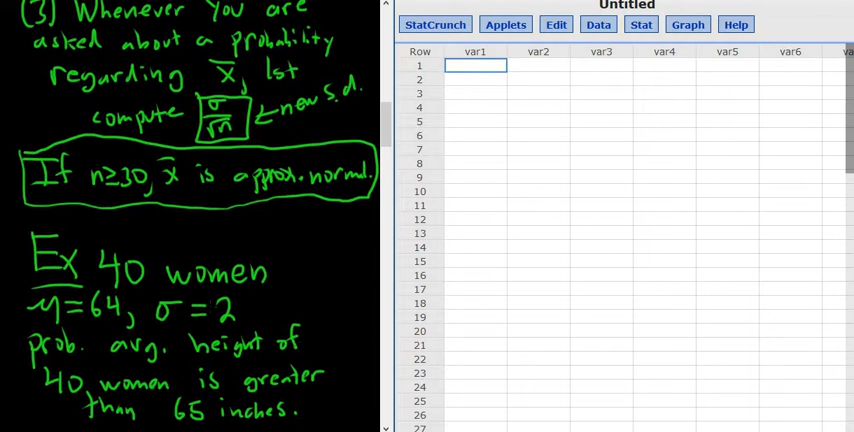 (3) Whenever you are
asked about a probability
regarding x̄, 1st
compute σ/√n ← new s.d.
If n≥30, x̄ is approx. normal.
Ex 40 women
μ=64, σ=2
prob. avg. height of
40 women is greater
than 65 inches.
Untitled
StatCrunch Applets Edit Data Stat Graph Help
Row var1 var2 var3 var4 var5 var6 va
1
2
3
4
5
6
7
8
9
10
11
12
13
14
15
16
17
18
19
20
21
22
23
24
25
26
27